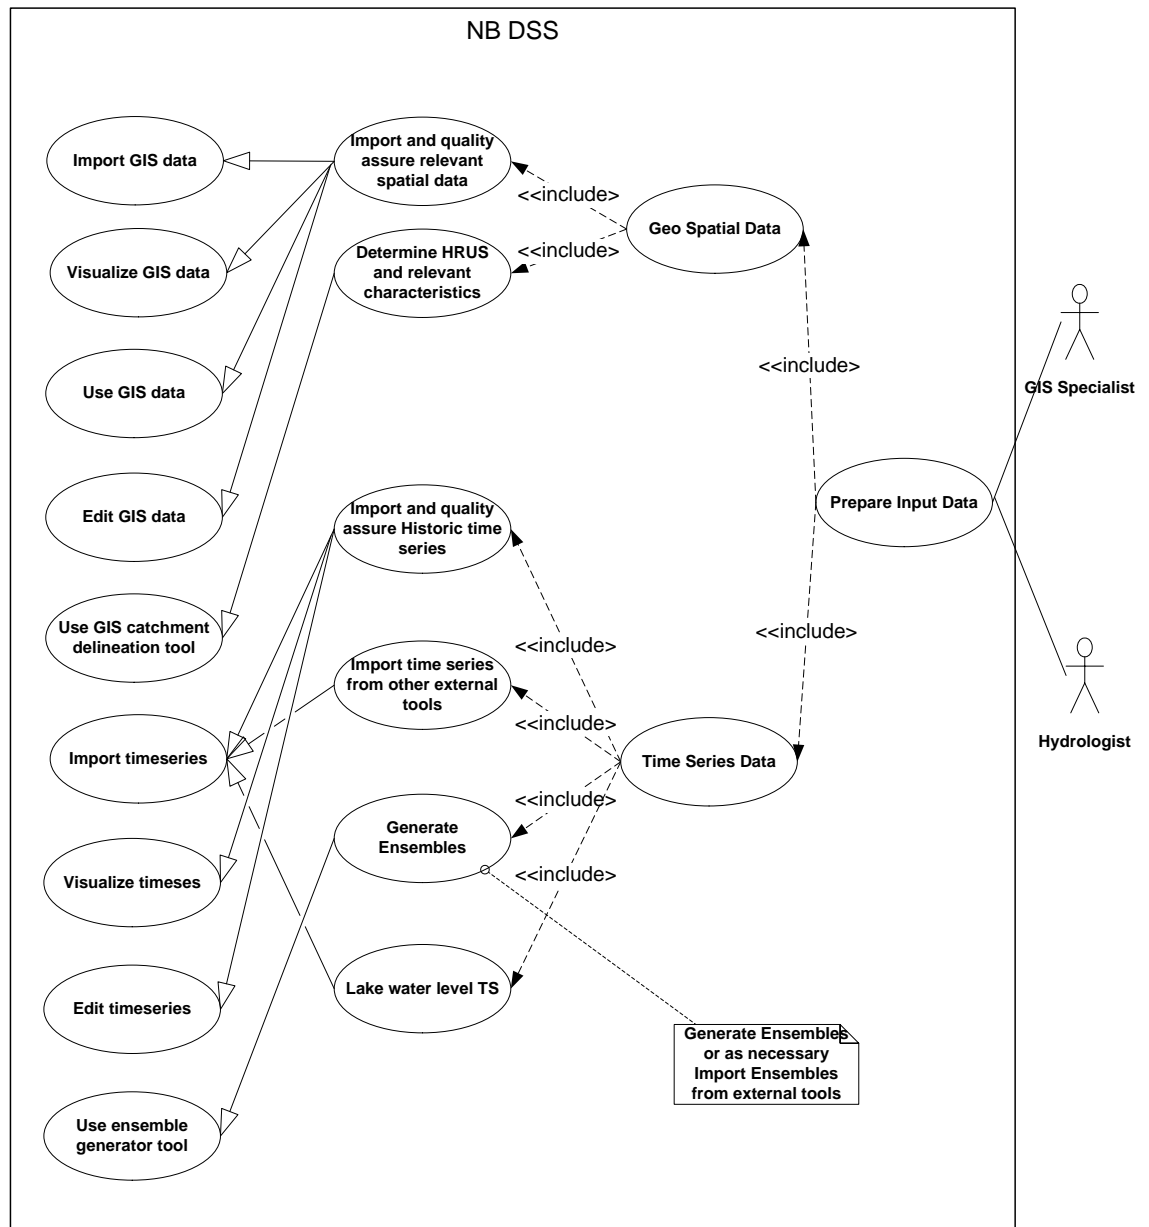 NB DSS
Import GIS data
Import and quality
assure relevant
spatial data
<<include>
Geo Spatial Data
Visualize GIS data
Determine HRUS
and relevant
characteristics
<<include>
Use GIS data
<<include>
GIS Specialist
Edit GIS data
Import and quality
assure Historic time
series
Prepare Input Data
Use GIS catchment
delineation tool
<<include>
<<include>
Import time series
from other external
tools
<<include>
Import timeseries
Time Series Data
Hydrologist
<<include>
Generate
Ensembles
Visualize timeses
<<include>
Edit timeseries
Lake water level TS
Generate Ensembles
or as necessary
Import Ensembles
from external tools
Use ensemble
generator tool